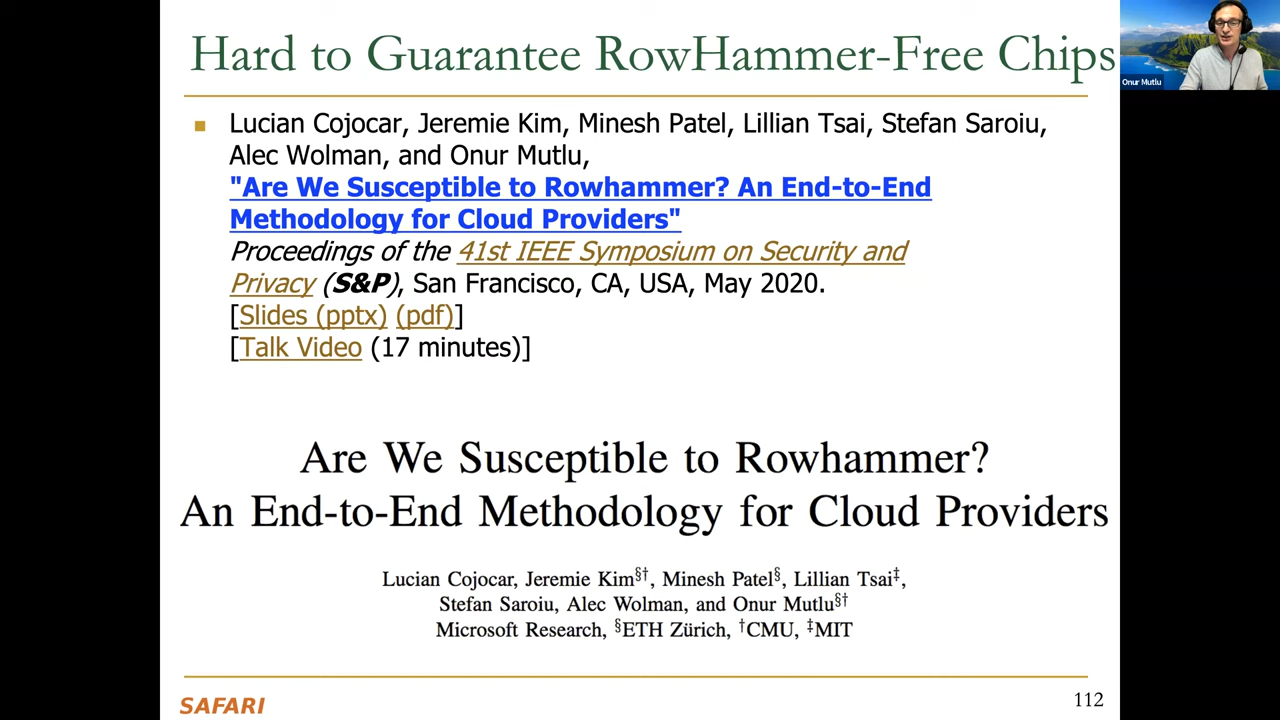 Hard to Guarantee RowHammer-Free Chips
Onur Mutlu
Lucian Cojocar, Jeremie Kim, Minesh Patel, Lillian Tsai, Stefan Saroiu,
Alec Wolman, and Onur Mutlu,
"Are We Susceptible to Rowhammer? An End-to-End
Methodology for Cloud Providers"
Proceedings of the 41st IEEE Symposium on Security and
Privacy (S&P), San Francisco, CA, USA, May 2020.
[Slides (pptx) (pdf)]
[Talk Video (17 minutes)]
Are We Susceptible to Rowhammer?
An End-to-End Methodology for Cloud Providers
Lucian Cojocar, Jeremie Kim§†, Minesh Patel§, Lillian Tsai‡,
Stefan Saroiu, Alec Wolman, and Onur Mutlu§†
Microsoft Research, §ETH Zürich, †CMU, ‡MIT
SAFARI
112